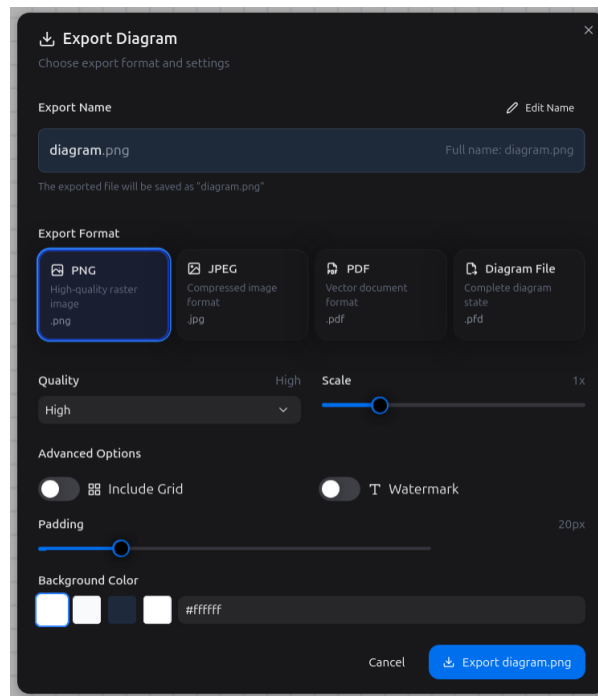 Export Diagram
Choose export format and settings
Export Name
Edit Name
diagram.png
Full name: diagram.png
The exported file will be saved as "diagram.png"
Export Format
PNG
High-quality raster
image
.png
JPEG
Compressed image
format
.jpg
PDF
Vector document
format
.pdf
Diagram File
Complete diagram
state
.pfd
Quality
High
High
Scale
1x
Advanced Options
Include Grid
Watermark
Padding
20px
Background Color
#ffffff
Cancel
Export diagram.png